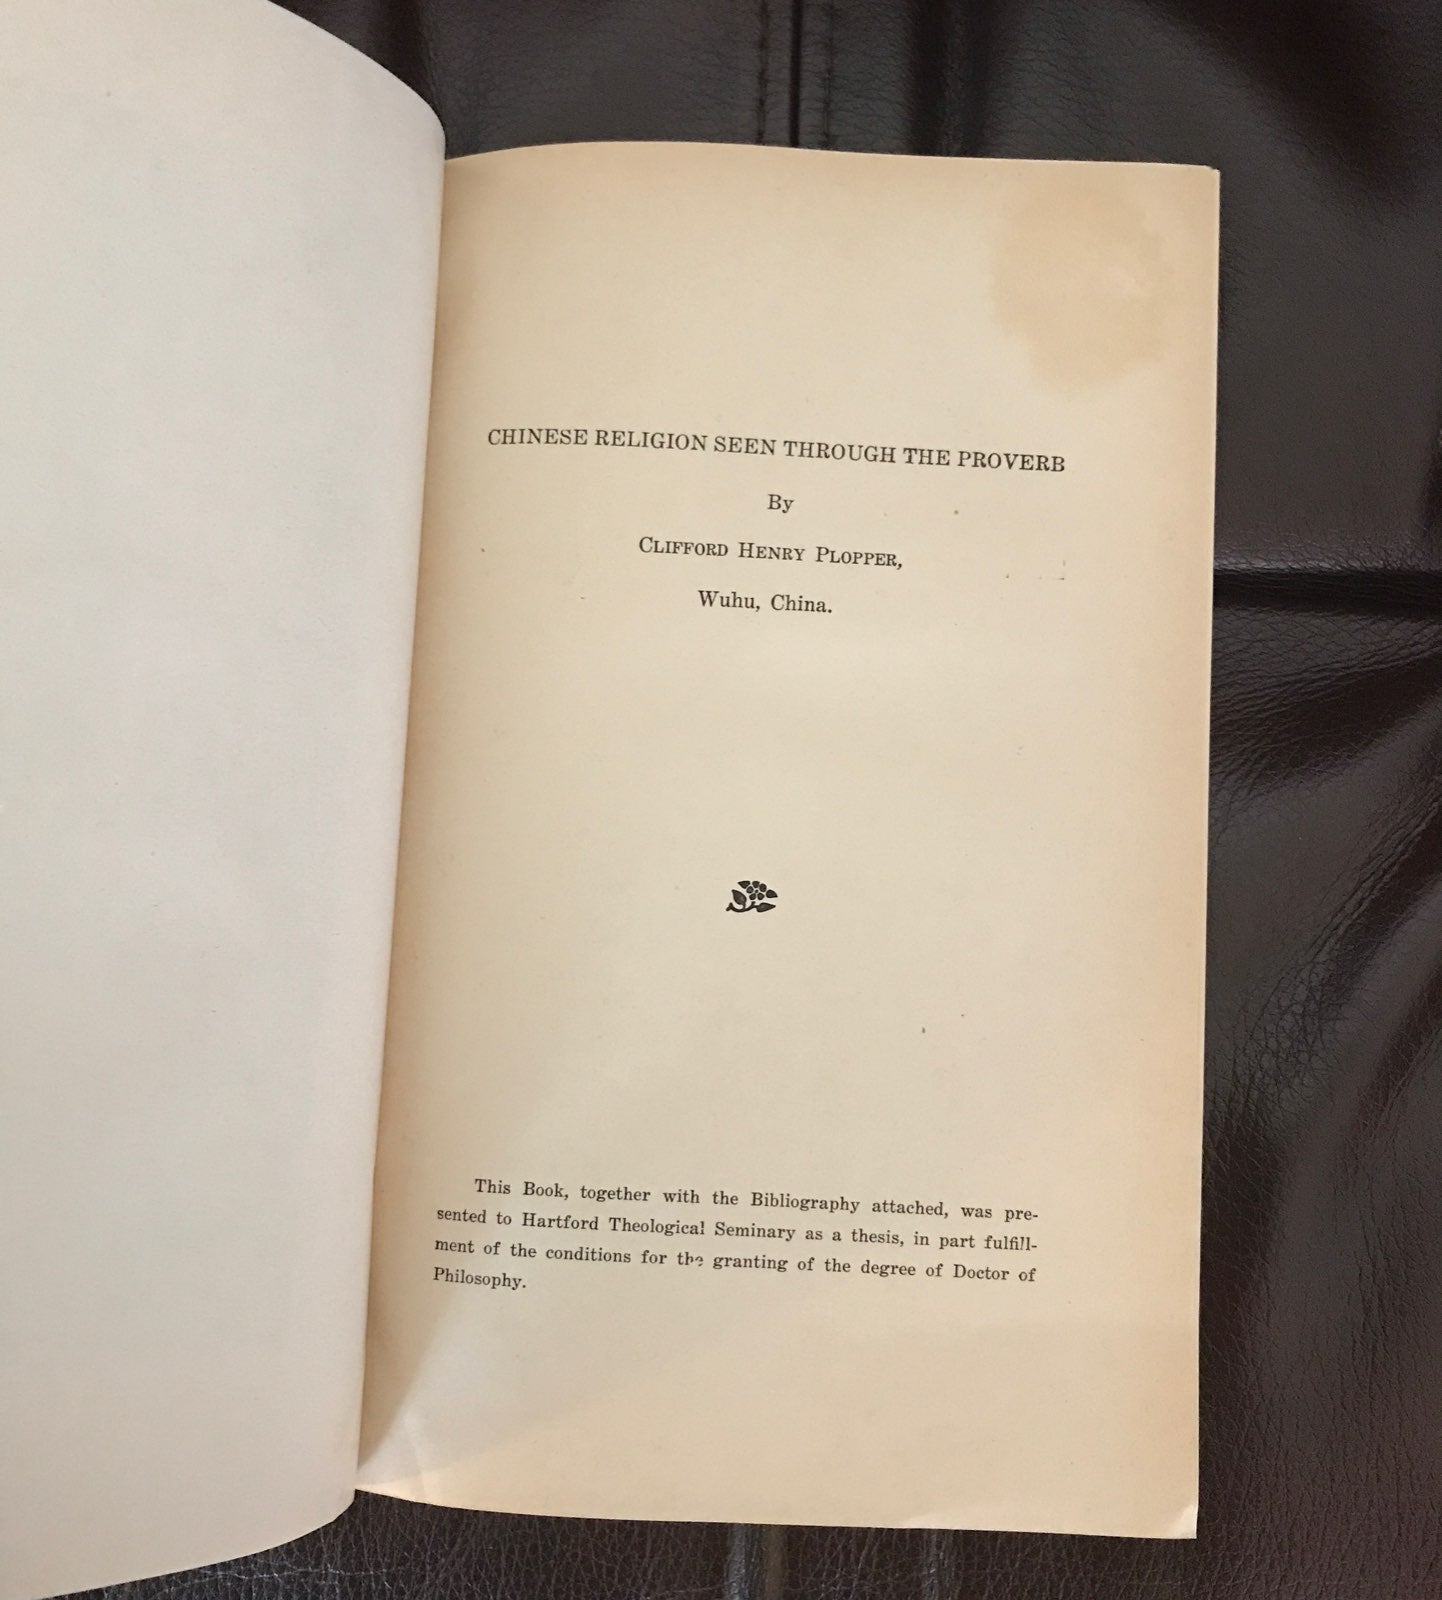 CHINESE RELIGION SEEN THROUGH THE PROVERB
By
CLIFFORD HENRY PLOPPER,
Wuhu, China.
This Book, together with the Bibliography attached, was pre-
sented to Hartford Theological Seminary as a thesis, in part fulfill-
ment of the conditions for the granting of the degree of Doctor of
Philosophy.